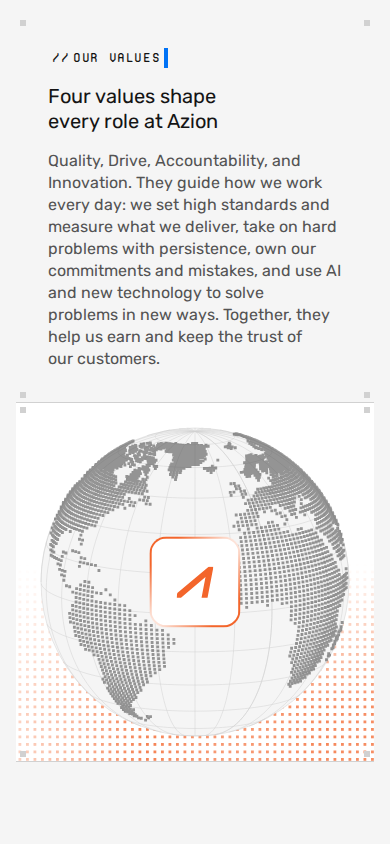 // OUR VALUES
Four values shape
every role at Azion
Quality, Drive, Accountability, and
Innovation. They guide how we work
every day: we set high standards and
measure what we deliver, take on hard
problems with persistence, own our
commitments and mistakes, and use AI
and new technology to solve
problems in new ways. Together, they
help us earn and keep the trust of
our customers.